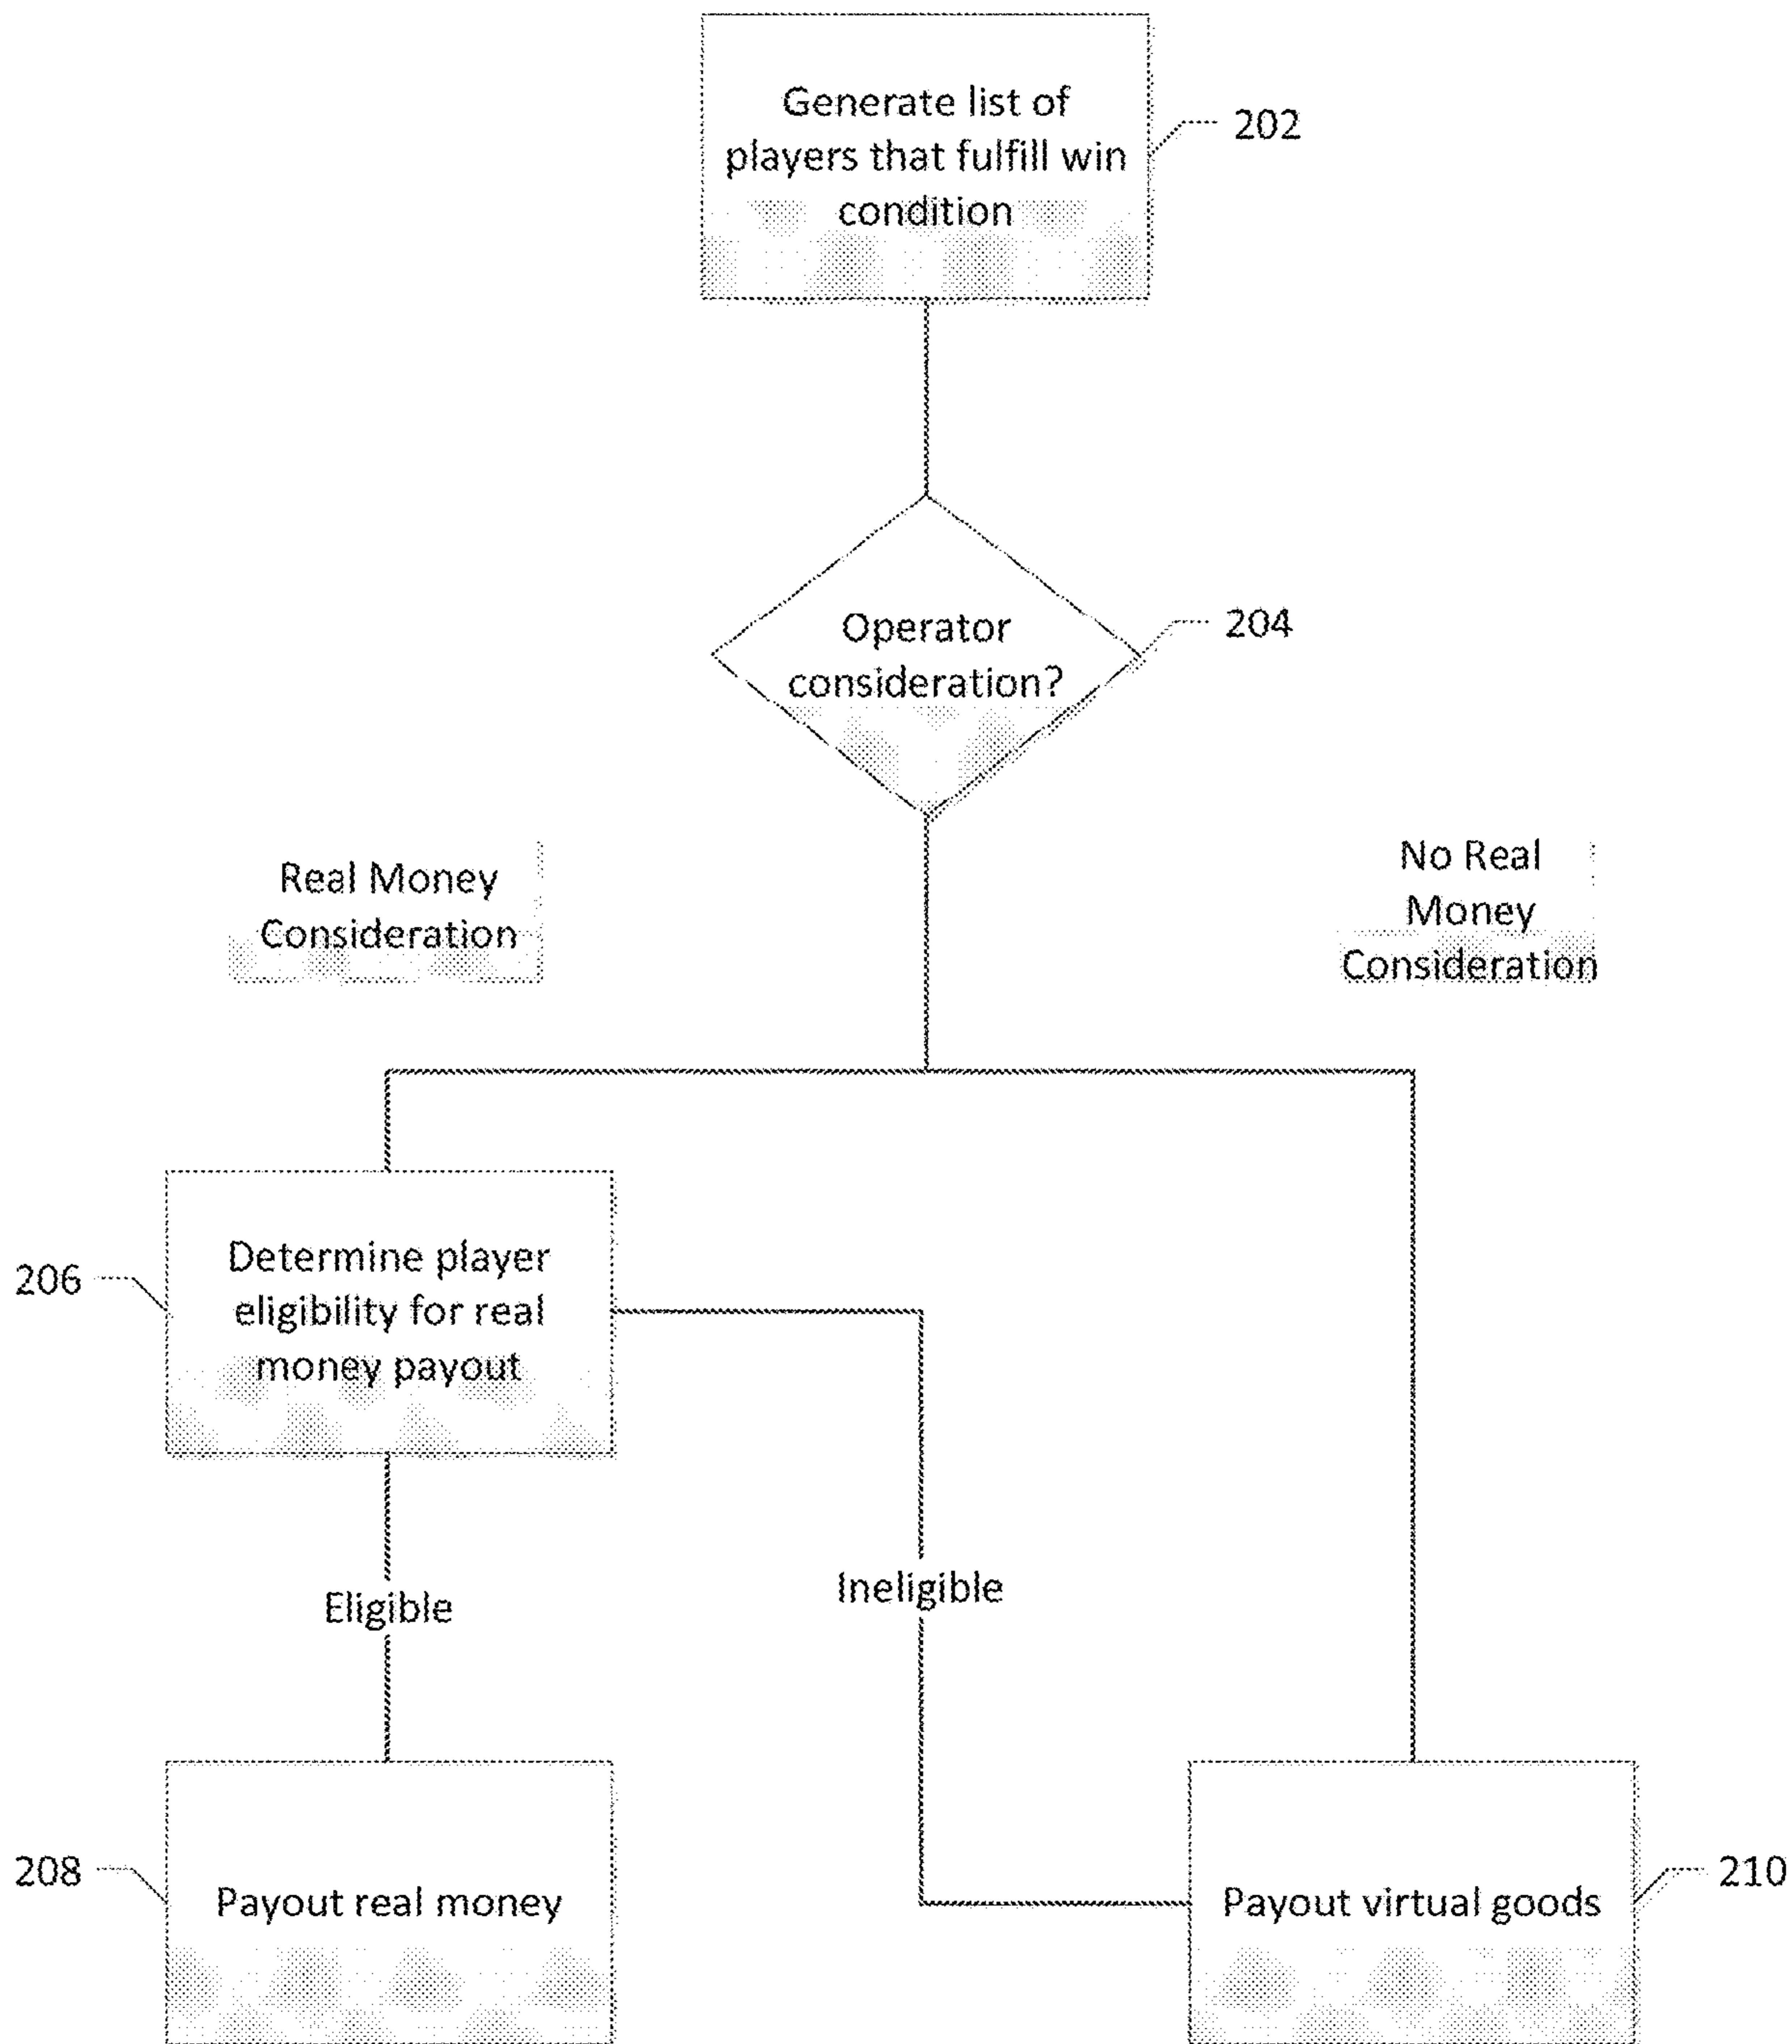 Generate list of
players that fulfill win
condition
202
Operator
consideration?
204
Real Money
Consideration
No Real
Money
Consideration
206
Determine player
eligibility for real
money payout
Eligible
Ineligible
208
Payout real money
Payout virtual goods
210